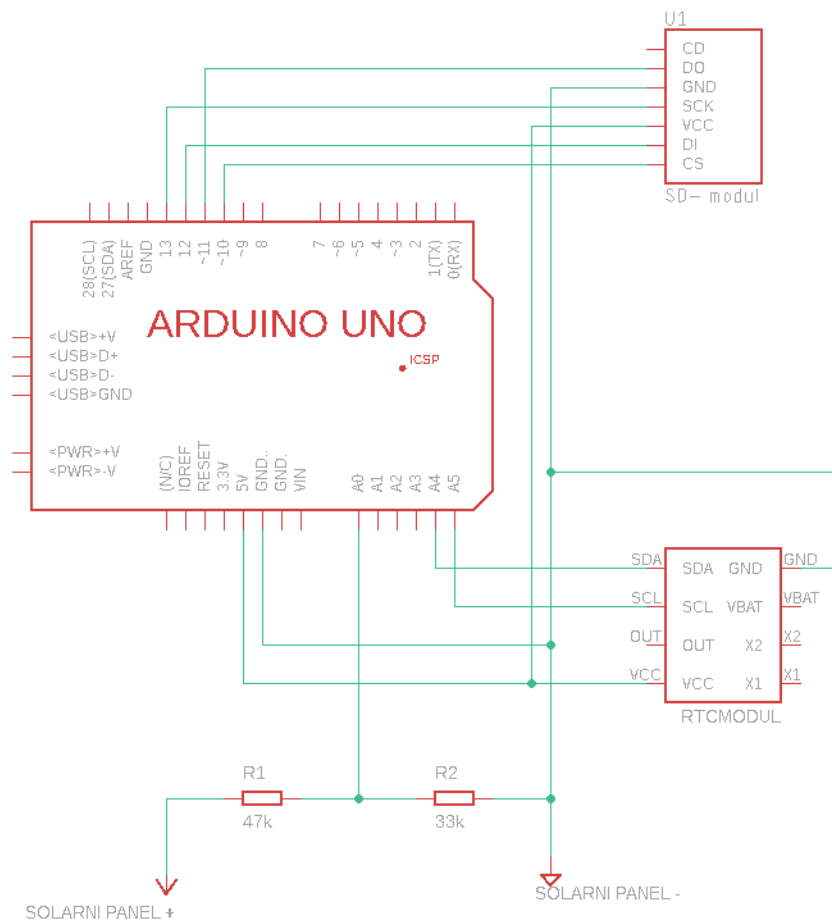 U1
CD
DO
GND
SCK
VCC
DI
CS
SD- modul
28(SCL)
27(SDA)
AREF
GND
13
12
~11
~10
~9
8
7
~6
~5
4
~3
2
1(TX)
0(RX)
ARDUINO UNO
ICSP
<USB>+V
<USB>D+
<USB>D-
<USB>GND
<PWR>+V
<PWR>-V
(N/C)
IOREF
RESET
3.3V
5V
GND..
GND.
VIN
A0
A1
A2
A3
A4
A5
SDA SDA GND GND
SCL SCL VBAT VBAT
OUT OUT X2 X2
VCC VCC X1 X1
RTCMODUL
R1 R2
47k 33k
SOLARNI PANEL -
SOLARNI PANEL +